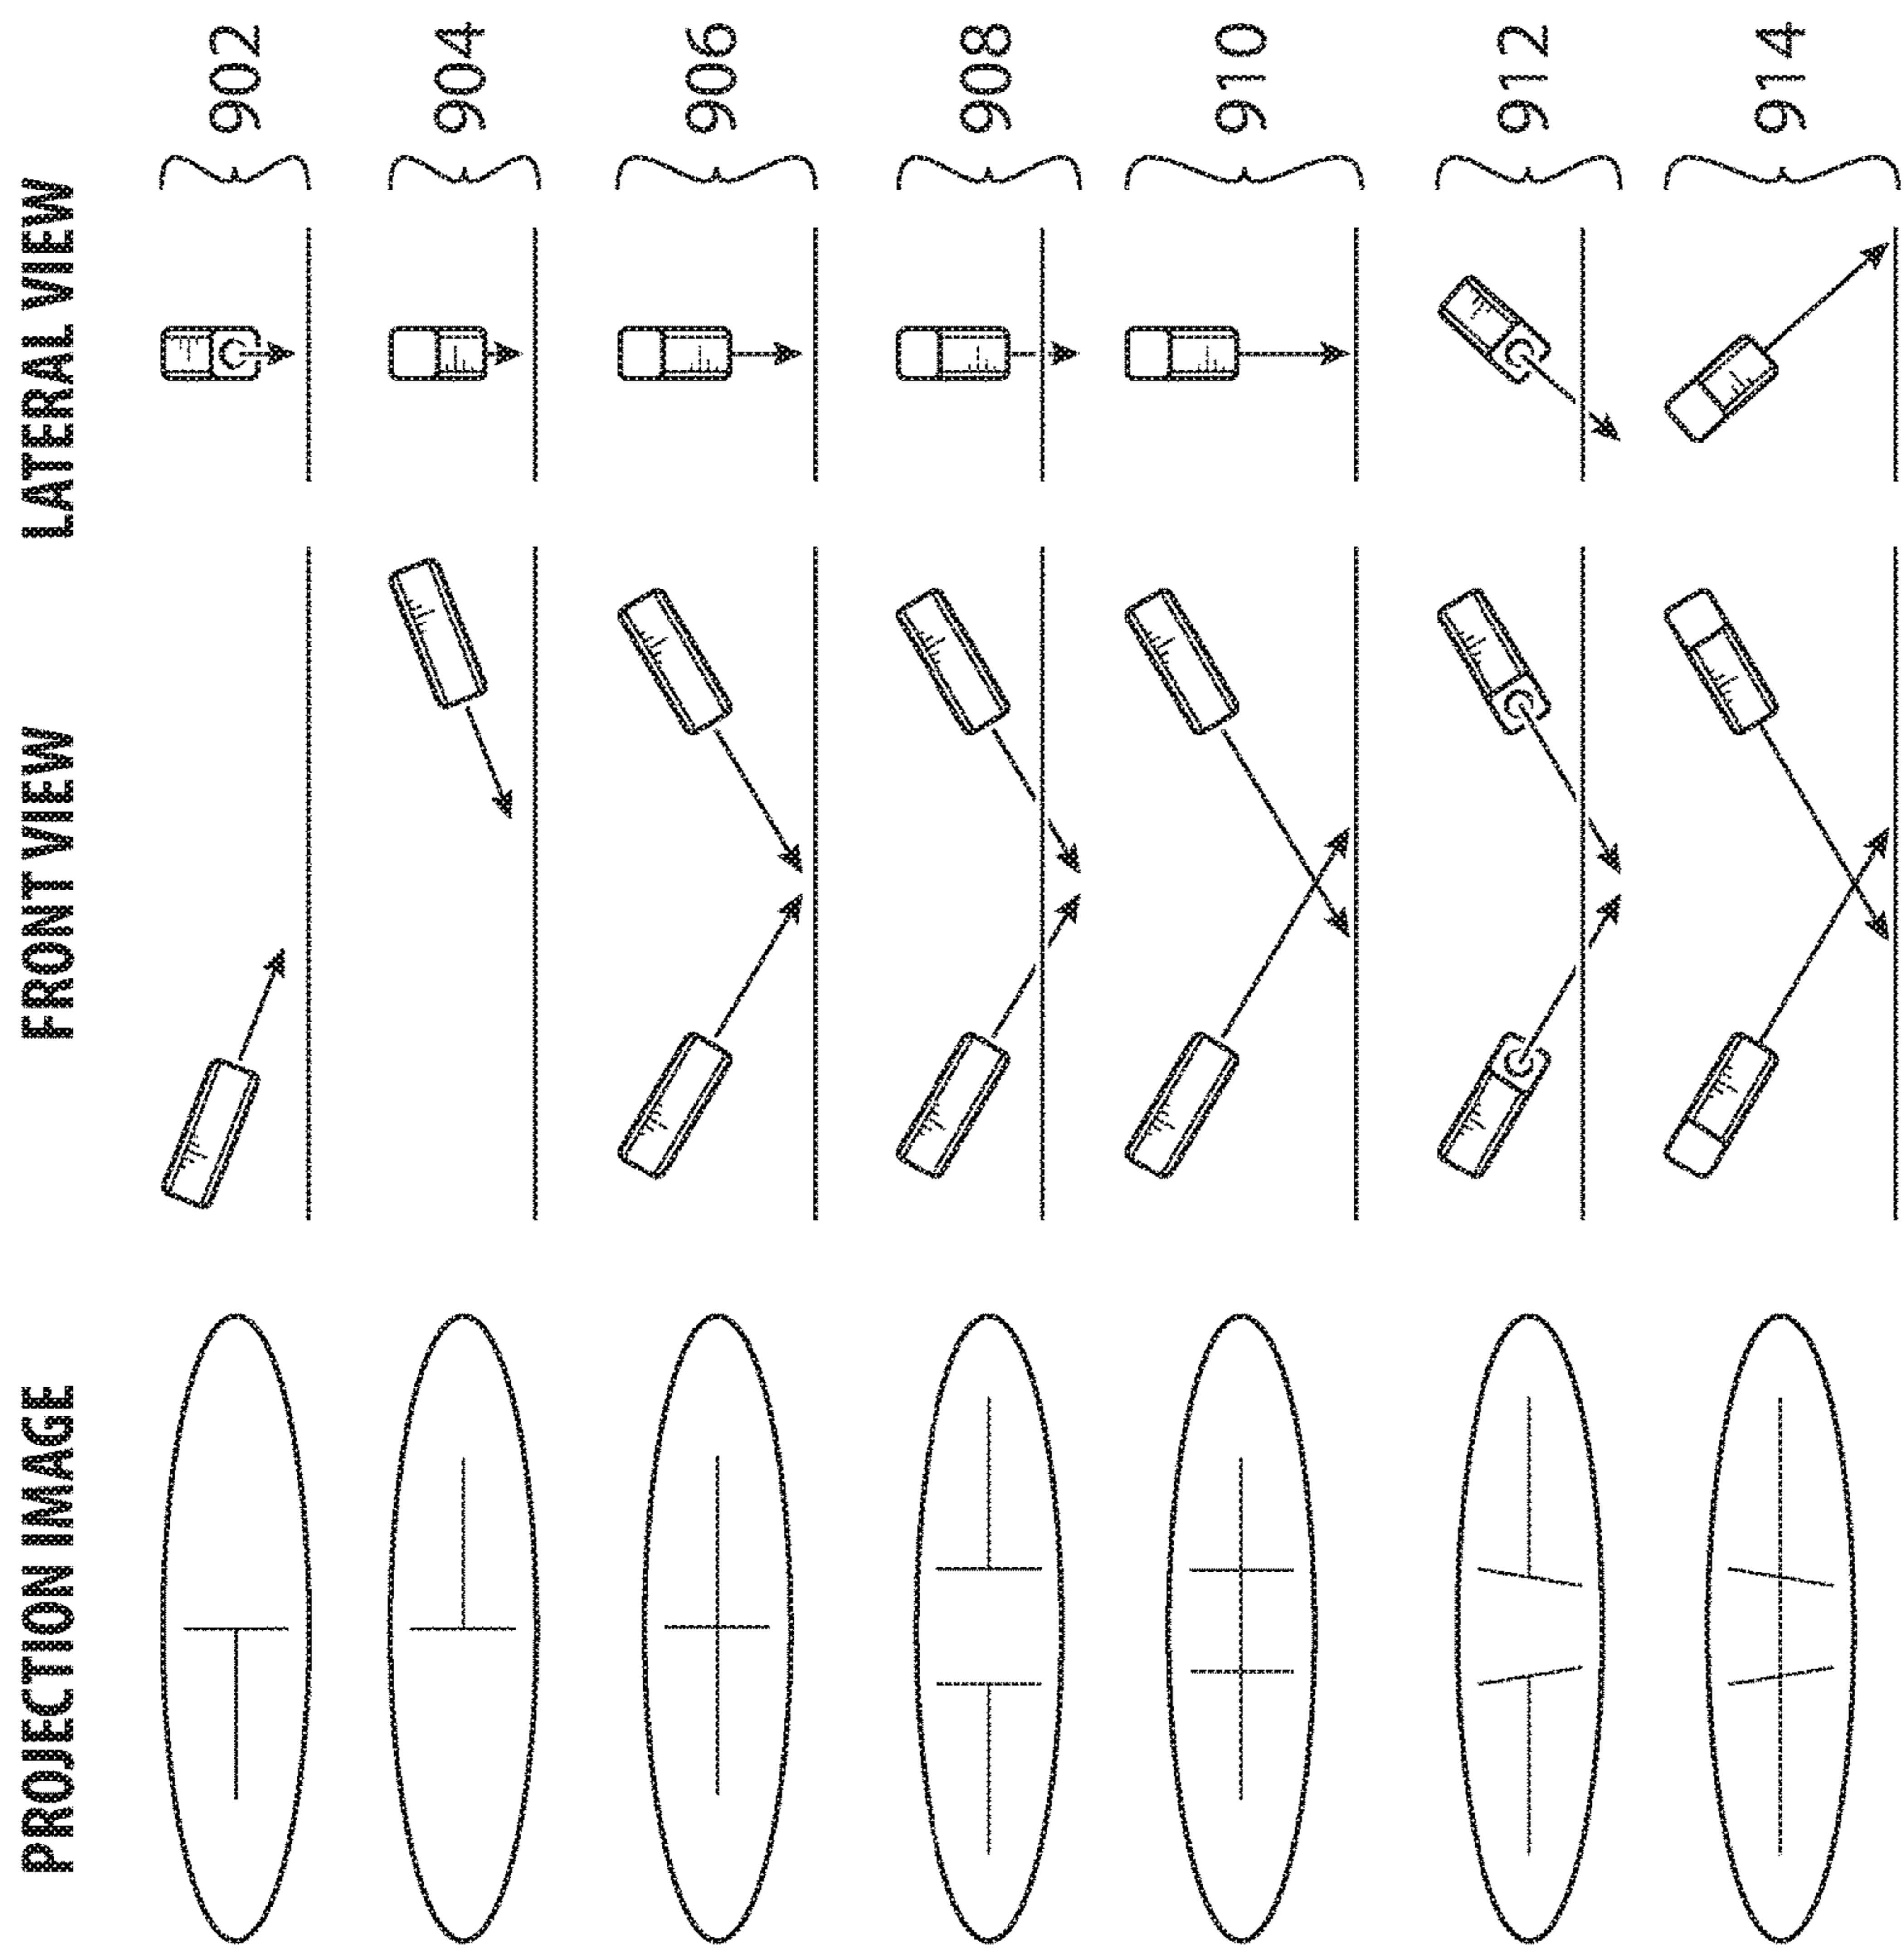 PROJECTION IMAGE
FRONT VIEW
LATERAL VIEW
902
904
906
908
910
912
914